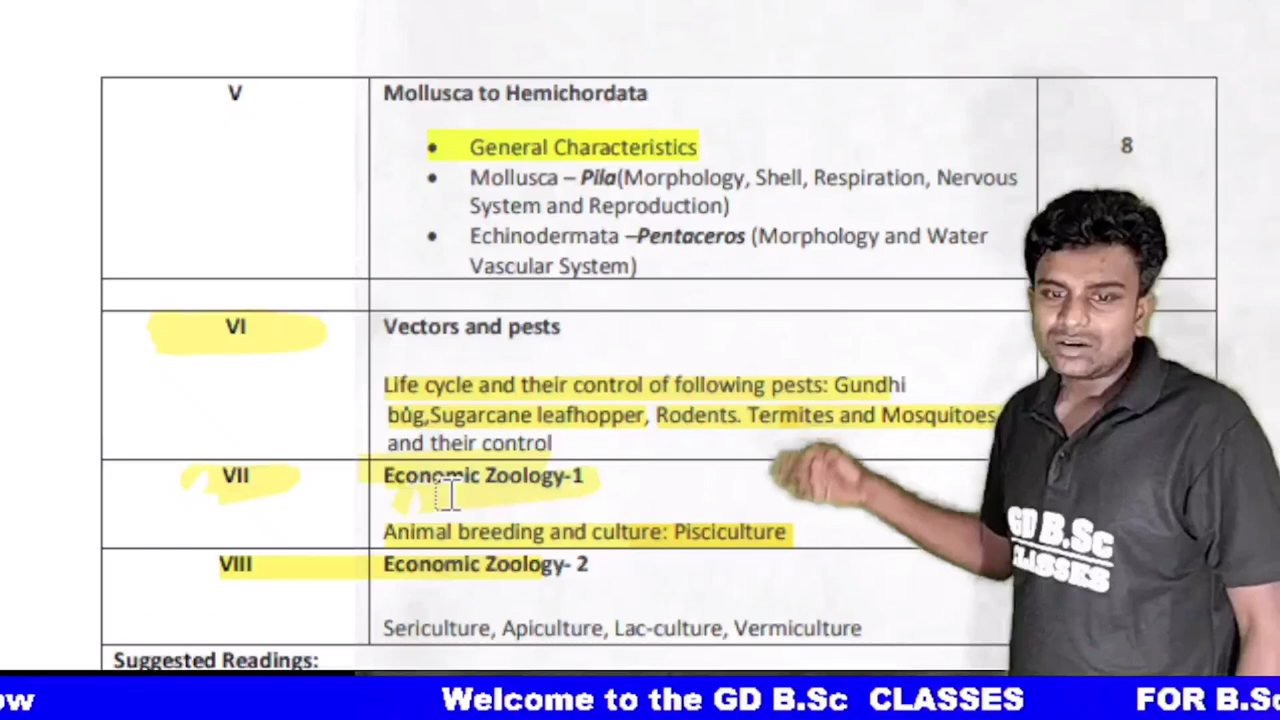 V
Mollusca to Hemichordata
• General Characteristics
8
• Mollusca – Pila(Morphology, Shell, Respiration, Nervous
System and Reproduction)
• Echinodermata –Pentaceros (Morphology and Water
Vascular System)
VI
Vectors and pests
Life cycle and their control of following pests: Gundhi
bůg,Sugarcane leafhopper, Rodents. Termites and Mosquitoes
and their control
VII
Economic Zoology-1
Animal breeding and culture: Pisciculture
VIII
Economic Zoology- 2
Sericulture, Apiculture, Lac-culture, Vermiculture
Suggested Readings:
GD B.Sc
CLASSES
Welcome to the GD B.Sc CLASSES FOR B.Sc